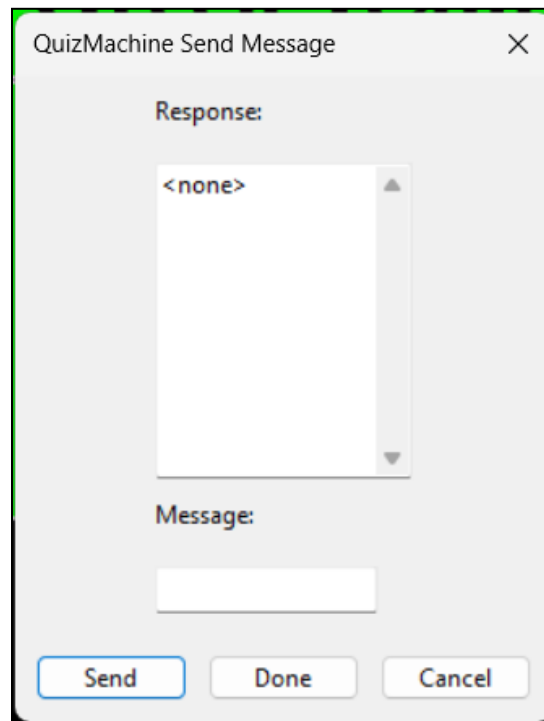 QuizMachine Send Message
Response:
<none>
Message:
Send Done Cancel